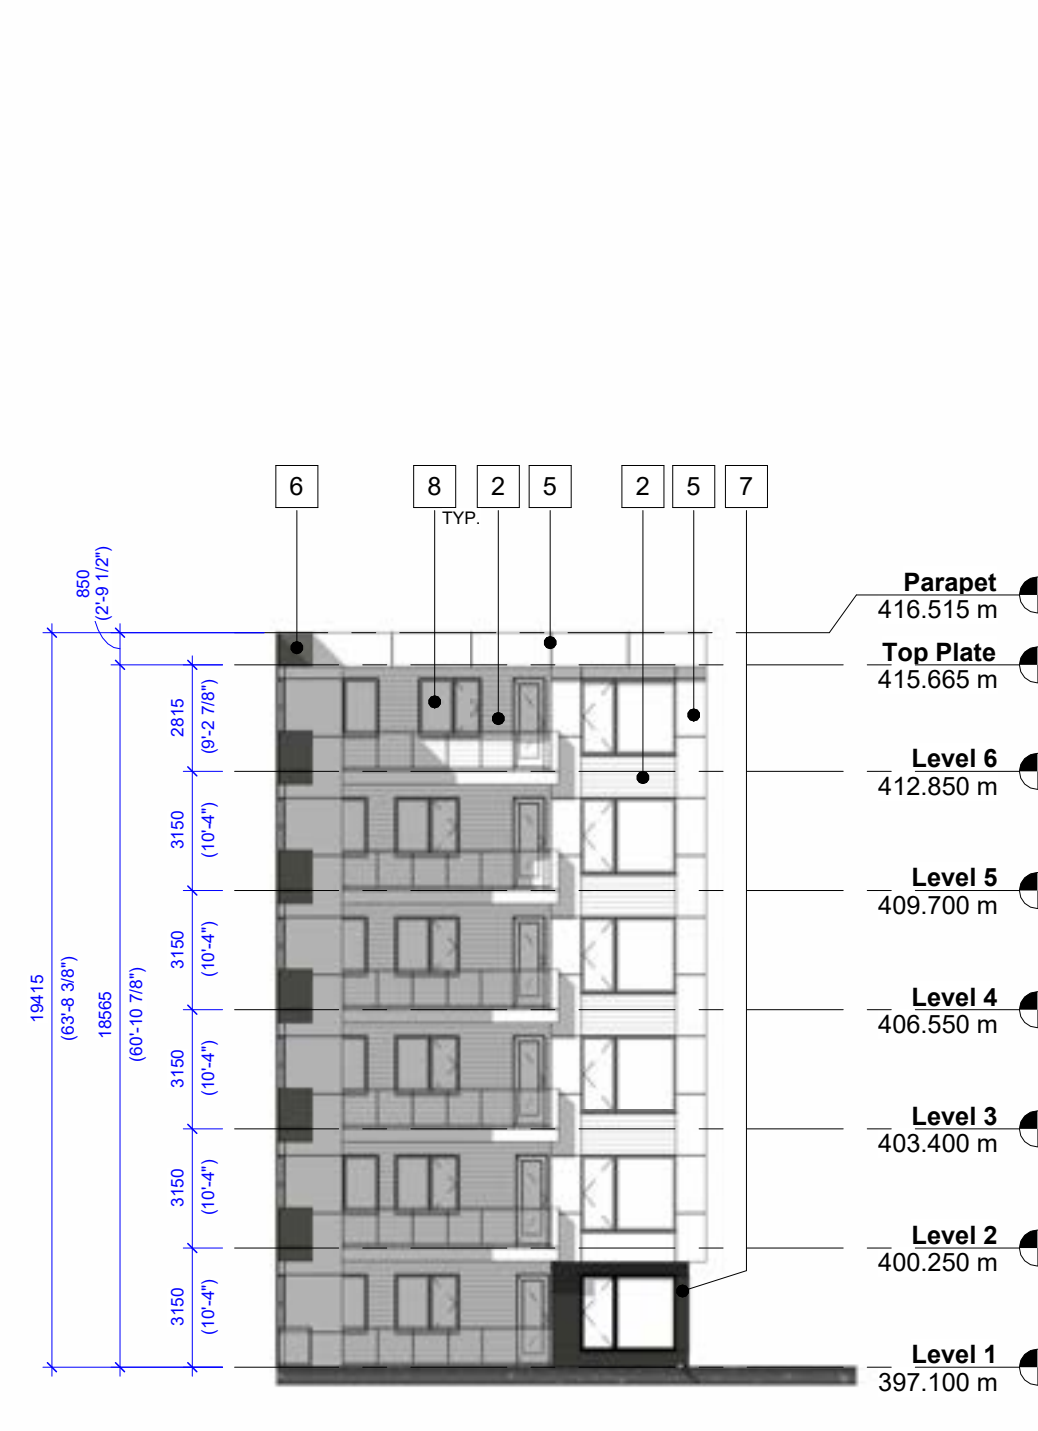 6
8
2
5
2
5
7
TYP.
850
(2'-9 1/2")
Parapet
416.515 m
Top Plate
415.665 m
2815
(9'-2 7/8")
Level 6
412.850 m
3150
(10'-4")
Level 5
409.700 m
3150
(10'-4")
19415
(63'-8 3/8")
18565
(60'-10 7/8")
Level 4
406.550 m
3150
(10'-4")
Level 3
403.400 m
3150
(10'-4")
Level 2
400.250 m
3150
(10'-4")
Level 1
397.100 m